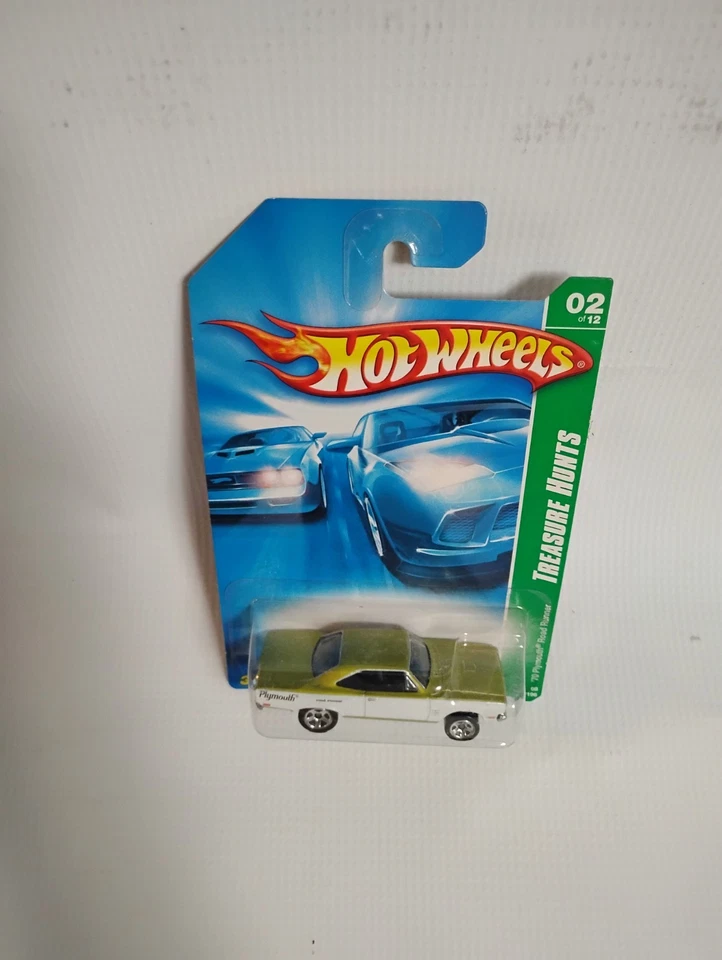 02
of 12
HOT WHEELS®
TREASURE HUNTS
'70 Plymouth® Road Runner
Plymouth